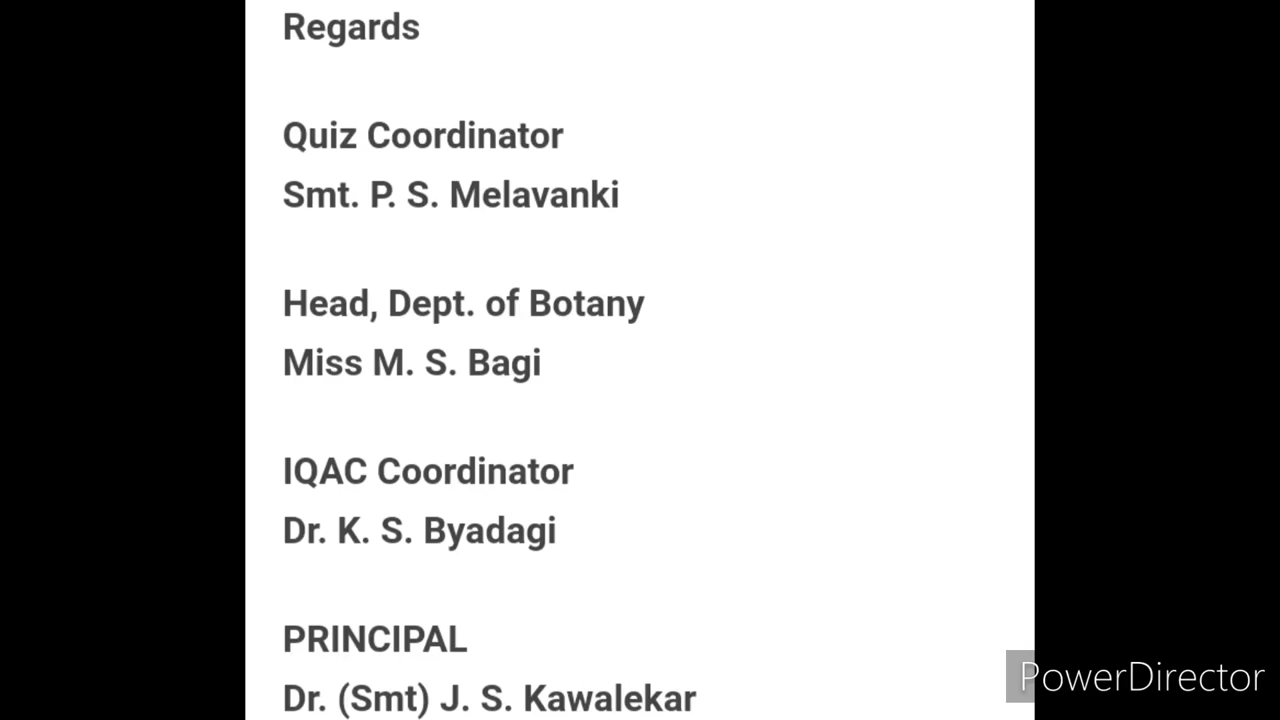 Regards
Quiz Coordinator
Smt. P. S. Melavanki
Head, Dept. of Botany
Miss M. S. Bagi
IQAC Coordinator
Dr. K. S. Byadagi
PRINCIPAL
Dr. (Smt) J. S. Kawalekar
PowerDirector